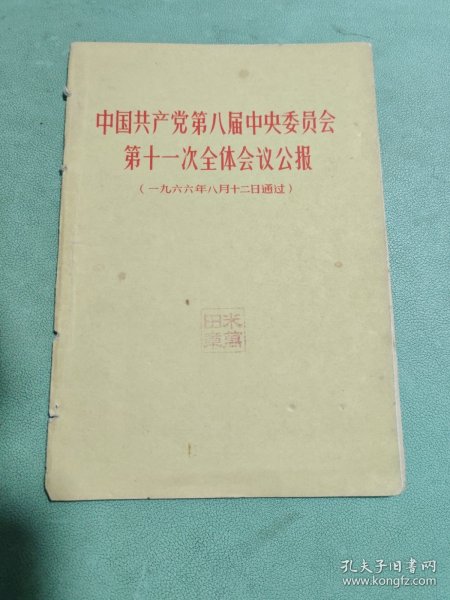 中国共产党第八届中央委员会
第十一次全体会议公报
（一九六六年八月十二日通过）
孔夫子旧书网
www.kongfz.com